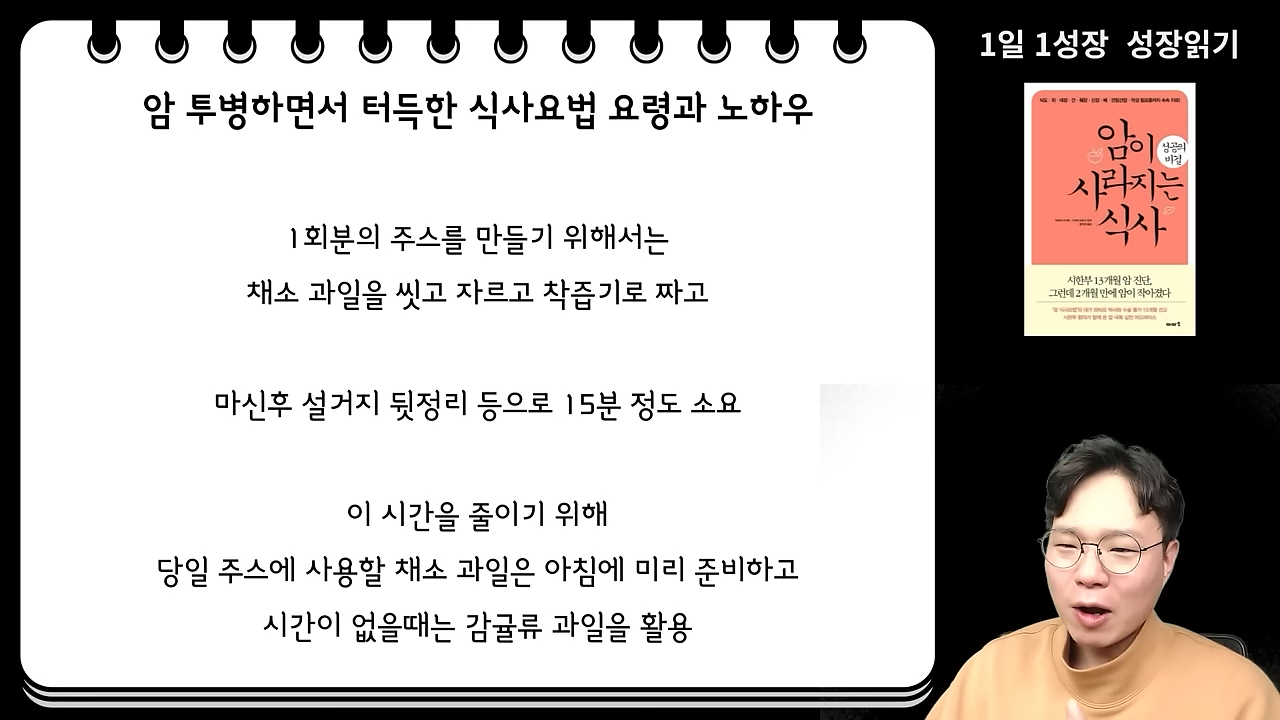 암 투병하면서 터득한 식사요법 요령과 노하우
1회분의 주스를 만들기 위해서는
채소 과일을 씻고 자르고 착즙기로 짜고
마신후 설거지 뒷정리 등으로 15분 정도 소요
이 시간을 줄이기 위해
당일 주스에 사용할 채소 과일은 아침에 미리 준비하고
시간이 없을때는 감귤류 과일을 활용
1일 1성장 성장읽기
암이
성공의
비결
사라지는
식사
시한부 13개월 암 진단,
그런데 2개월 만에 암이 작아졌다